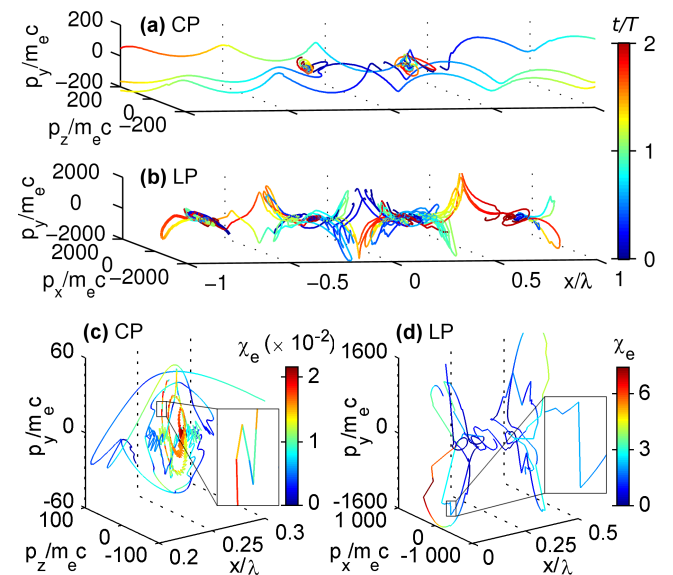 (a) CP
t/T
200
0
−200
p_y/m_ec
200
0
−200
p_z/m_ec
2
1
0
(b) LP
2000
0
−2000
p_y/m_ec
2000
0
−2000
p_x/m_ec
−1
−0.5
0
0.5
x/λ
1
(c) CP
χ_e (× 10⁻²)
60
0
-60
p_y/m_ec
100
0
-100
p_z/m_ec
0.2
0.25
0.3
x/λ
2
1
0
(d) LP
χ_e
1600
0
-1600
p_y/m_ec
1 000
0
-1 000
p_x/m_ec
0
0.25
0.5
x/λ
6
3
0